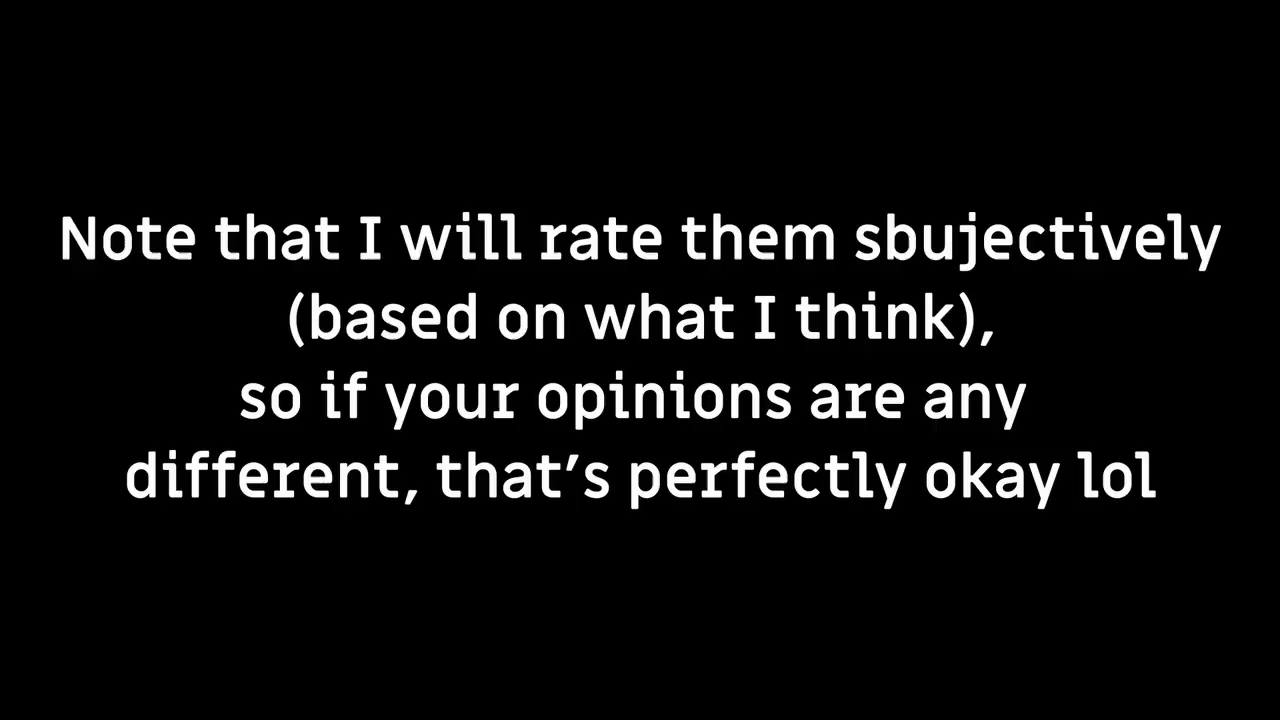 Note that I will rate them sbujectively
(based on what I think),
so if your opinions are any
different, that’s perfectly okay lol